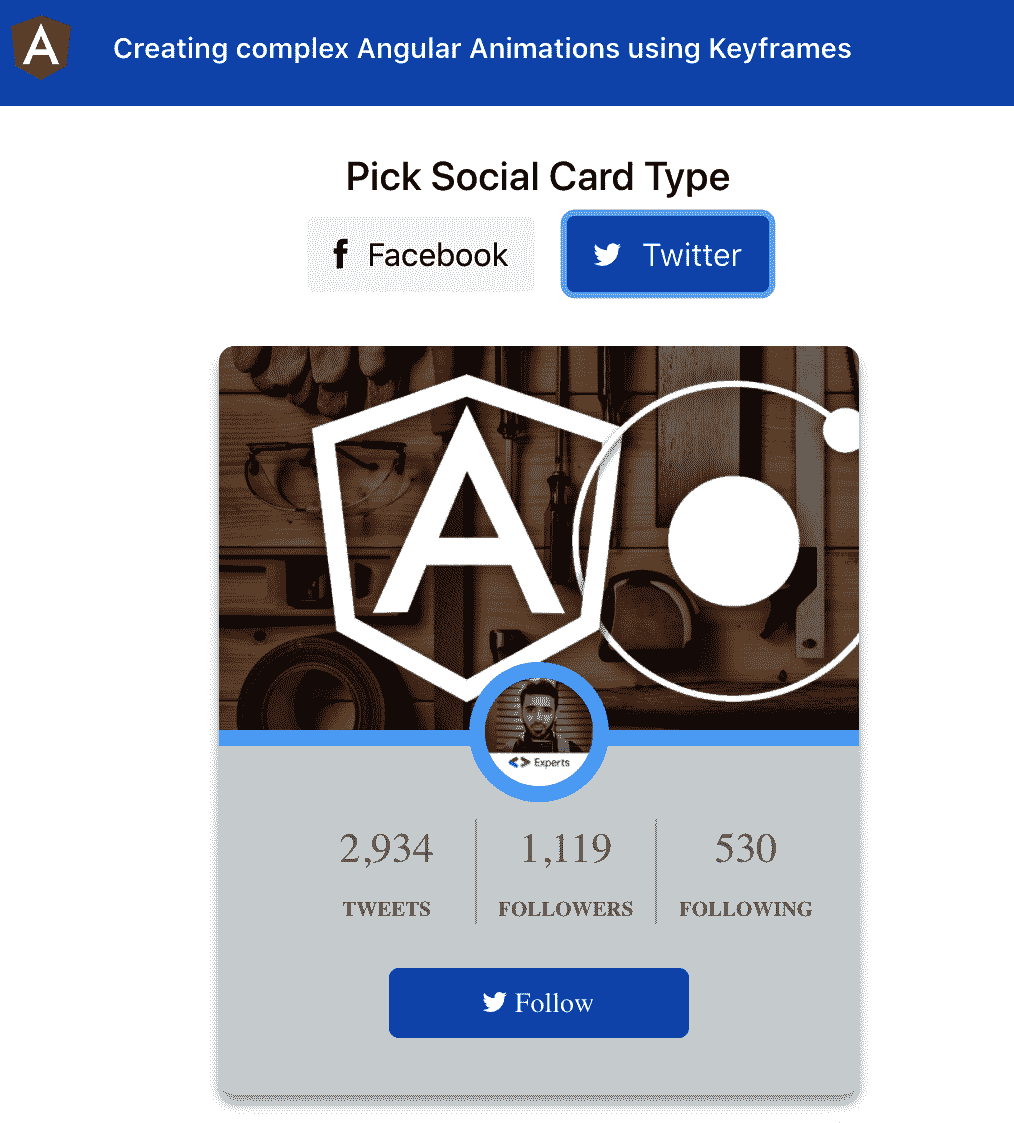 A
Creating complex Angular Animations using Keyframes
Pick Social Card Type
f Facebook
Twitter
A
<> Experts
2,934 1,119 530
TWEETS FOLLOWERS FOLLOWING
Follow